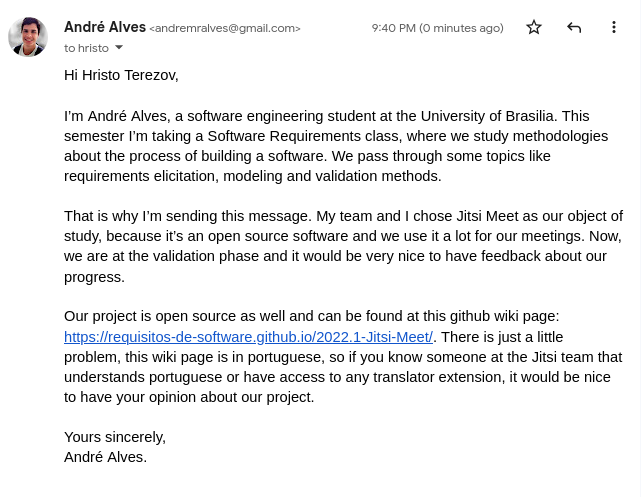 André Alves <andremralves@gmail.com> 9:40 PM (0 minutes ago)
to hristo
Hi Hristo Terezov,
I’m André Alves, a software engineering student at the University of Brasilia. This
semester I’m taking a Software Requirements class, where we study methodologies
about the process of building a software. We pass through some topics like
requirements elicitation, modeling and validation methods.
That is why I’m sending this message. My team and I chose Jitsi Meet as our object of
study, because it’s an open source software and we use it a lot for our meetings. Now,
we are at the validation phase and it would be very nice to have feedback about our
progress.
Our project is open source as well and can be found at this github wiki page:
https://requisitos-de-software.github.io/2022.1-Jitsi-Meet/. There is just a little
problem, this wiki page is in portuguese, so if you know someone at the Jitsi team that
understands portuguese or have access to any translator extension, it would be nice
to have your opinion about our project.
Yours sincerely,
André Alves.